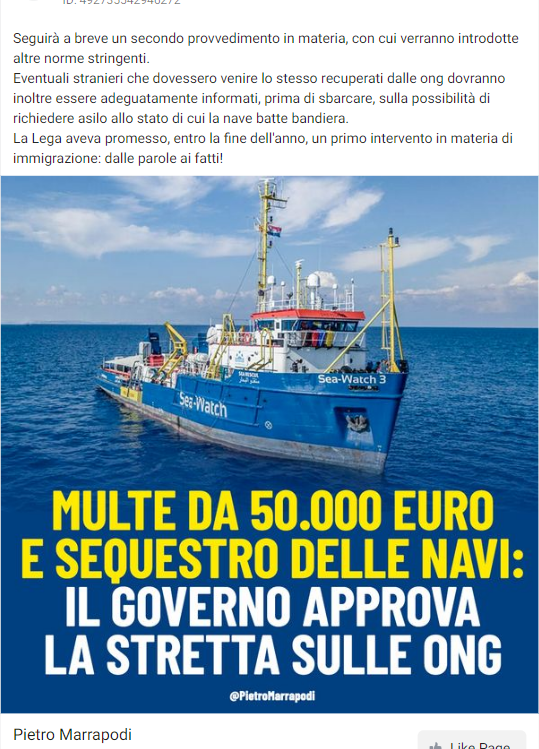 Seguirà a breve un secondo provvedimento in materia, con cui verranno introdotte
altre norme stringenti.
Eventuali stranieri che dovessero venire lo stesso recuperati dalle ong dovranno
inoltre essere adeguatamente informati, prima di sbarcare, sulla possibilità di
richiedere asilo allo stato di cui la nave batte bandiera.
La Lega aveva promesso, entro la fine dell'anno, un primo intervento in materia di
immigrazione: dalle parole ai fatti!
Sea-Watch 3
Sea-Watch
MULTE DA 50.000 EURO
E SEQUESTRO DELLE NAVI:
IL GOVERNO APPROVA
LA STRETTA SULLE ONG
@PietroMarrapodi
Pietro Marrapodi
Like Page